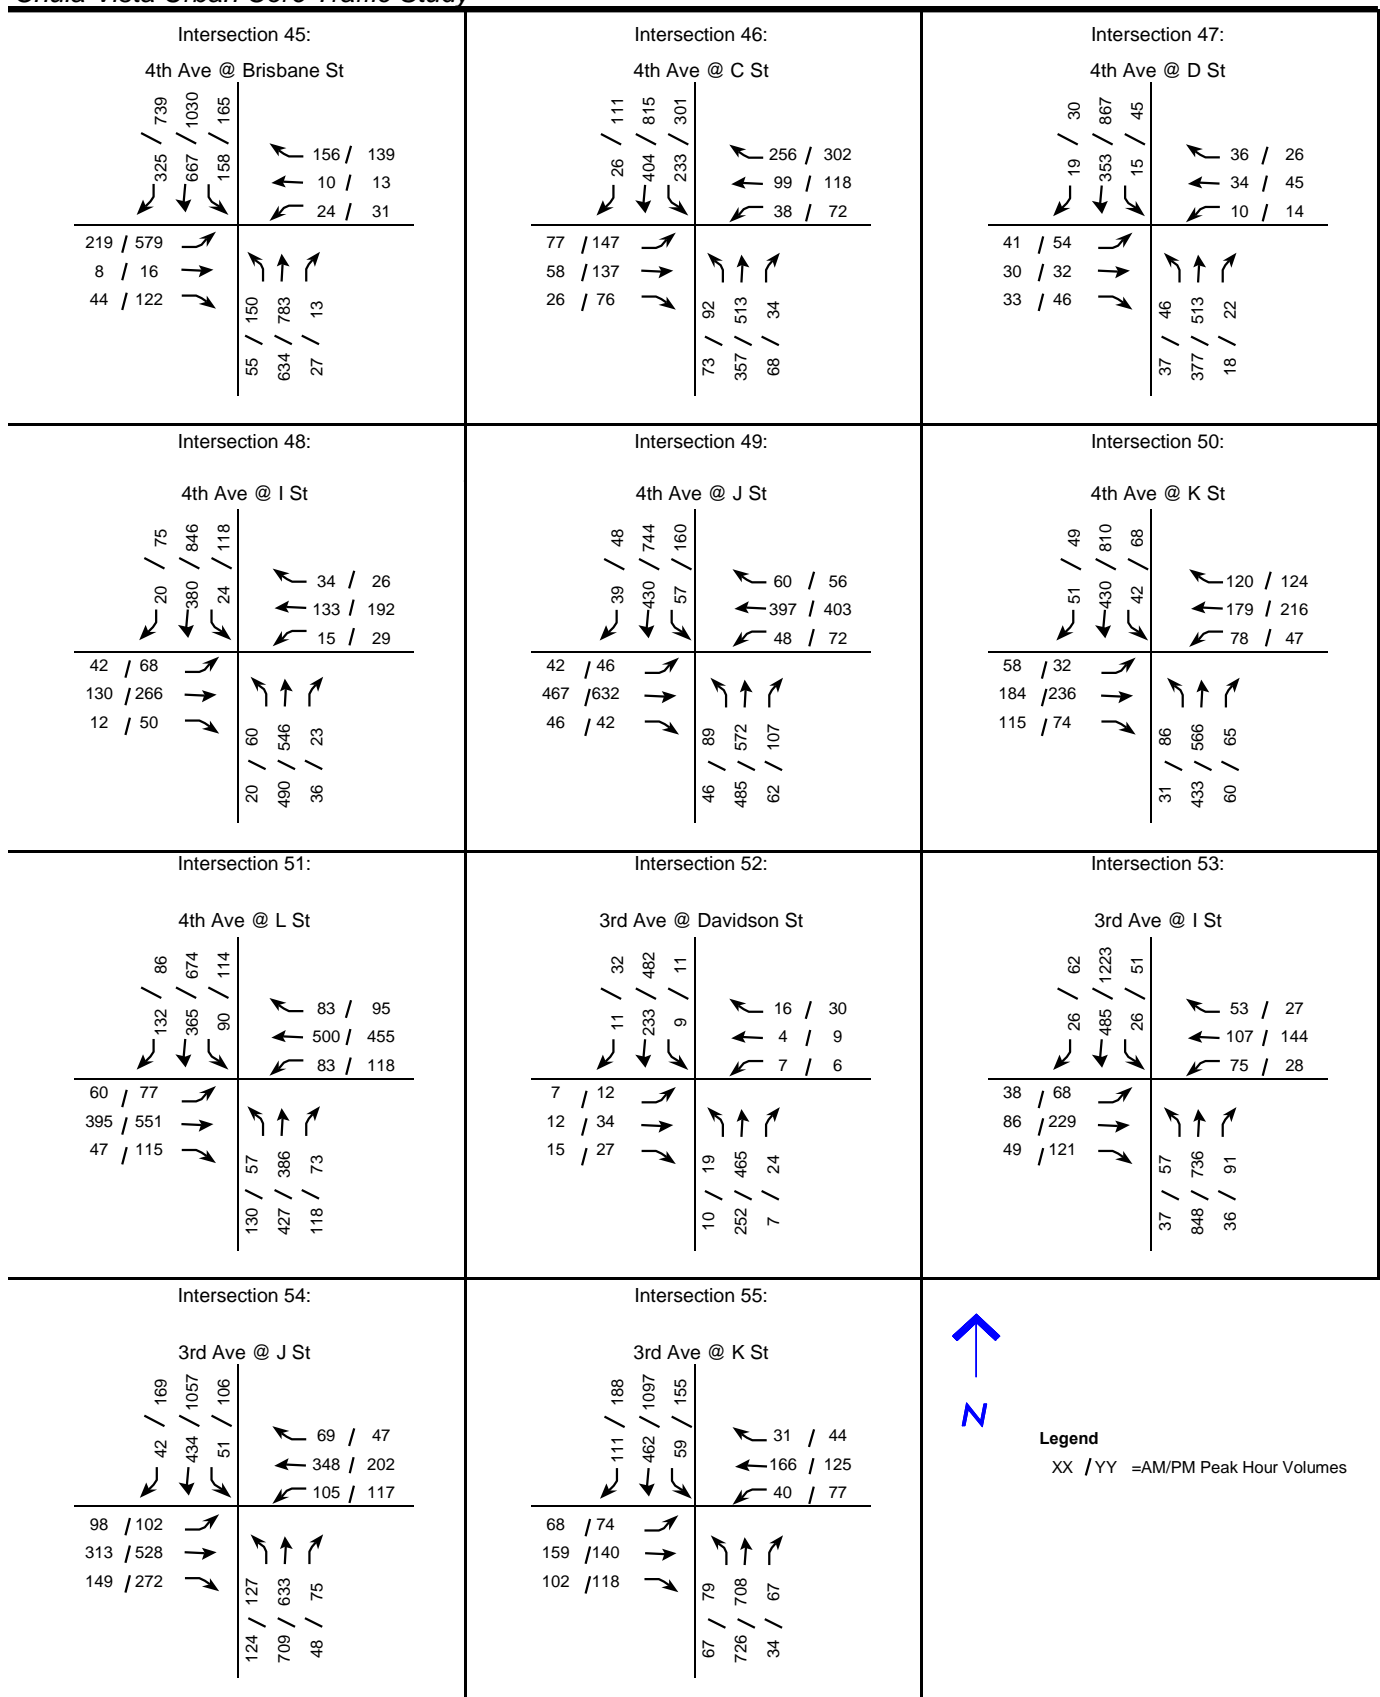 Chula Vista Urban Core Traffic Study
Intersection 45:
4th Ave @ Brisbane St
739 1030 165
325 667 158
156 / 139
10 / 13
24 / 31
219 / 579
8 / 16
44 / 122
150 783 13
55 634 27
Intersection 46:
4th Ave @ C St
111 815 301
26 404 233
256 / 302
99 / 118
38 / 72
77 / 147
58 / 137
26 / 76
92 513 34
73 357 68
Intersection 47:
4th Ave @ D St
30 867 45
19 353 15
36 / 26
34 / 45
10 / 14
41 / 54
30 / 32
33 / 46
46 513 22
37 377 18
Intersection 48:
4th Ave @ I St
75 846 118
20 380 24
34 / 26
133 / 192
15 / 29
42 / 68
130 / 266
12 / 50
60 546 23
20 490 36
Intersection 49:
4th Ave @ J St
48 744 160
39 430 57
60 / 56
397 / 403
48 / 72
42 / 46
467 / 632
46 / 42
89 572 107
46 485 62
Intersection 50:
4th Ave @ K St
49 810 68
51 430 42
120 / 124
179 / 216
78 / 47
58 / 32
184 / 236
115 / 74
86 566 65
31 433 60
Intersection 51:
4th Ave @ L St
86 674 114
132 365 90
83 / 95
500 / 455
83 / 118
60 / 77
395 / 551
47 / 115
57 386 73
130 427 118
Intersection 52:
3rd Ave @ Davidson St
32 482 11
11 233 9
16 / 30
4 / 9
7 / 6
7 / 12
12 / 34
15 / 27
19 465 24
10 252 7
Intersection 53:
3rd Ave @ I St
62 1223 51
26 485 26
53 / 27
107 / 144
75 / 28
38 / 68
86 / 229
49 / 121
57 736 91
37 848 36
Intersection 54:
3rd Ave @ J St
169 1057 106
42 434 51
69 / 47
348 / 202
105 / 117
98 / 102
313 / 528
149 / 272
127 633 75
124 709 48
Intersection 55:
3rd Ave @ K St
188 1097 155
111 462 59
31 / 44
166 / 125
40 / 77
68 / 74
159 / 140
102 / 118
79 708 67
67 726 34
N
Legend
XX / YY =AM/PM Peak Hour Volumes